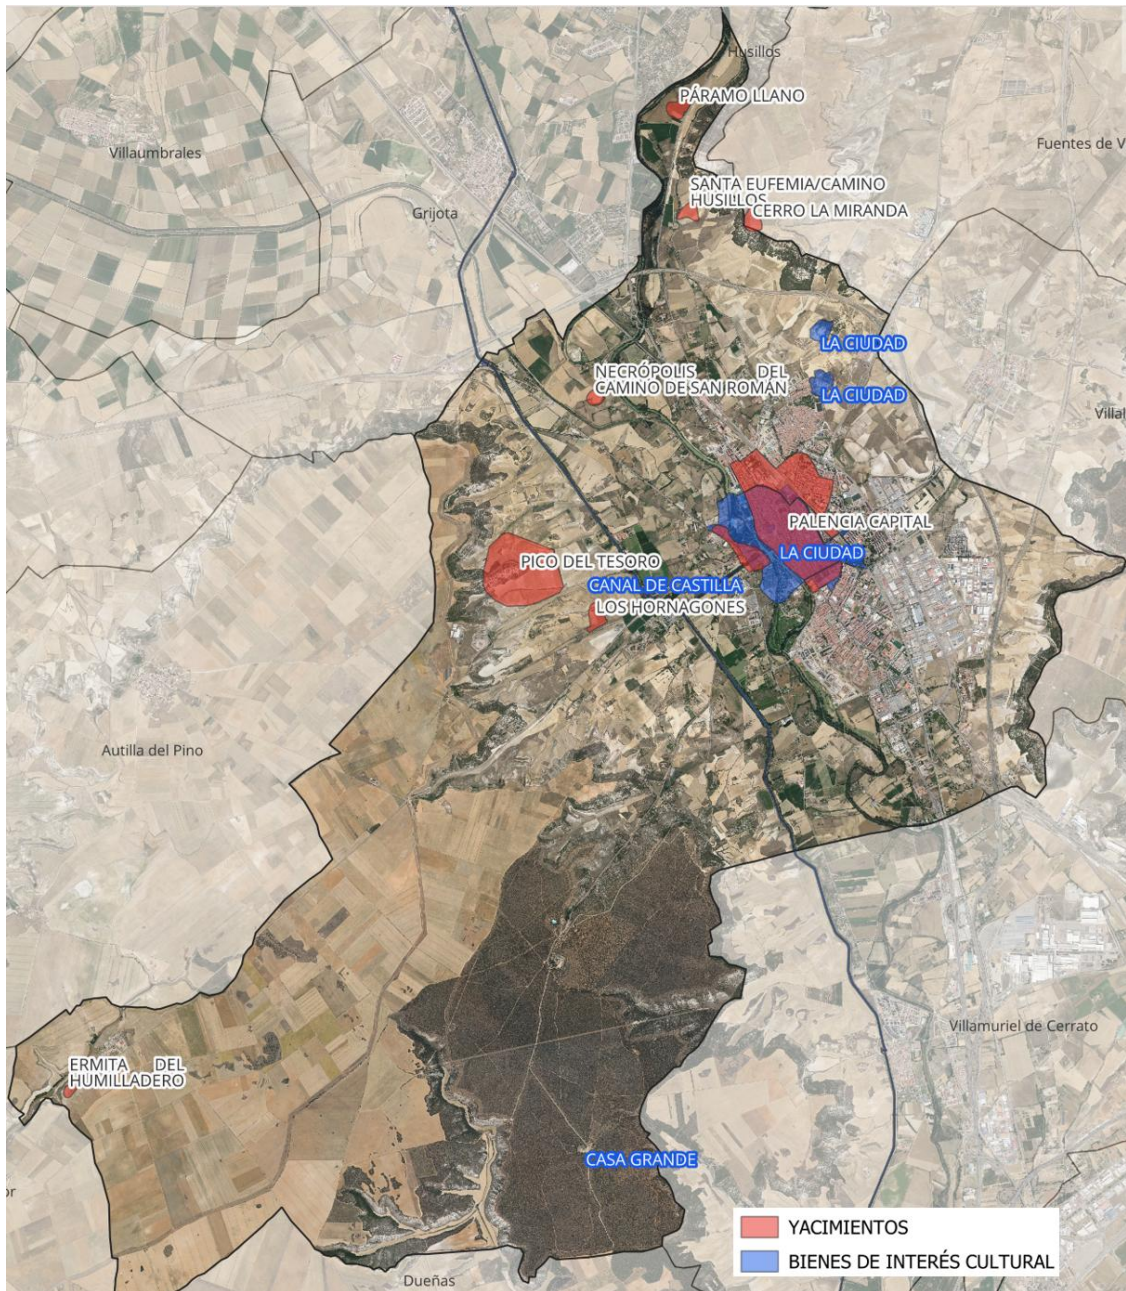 Husillos
PÁRAMO LLANO
Villaumbrales
Fuentes de V
SANTA EUFEMIA/CAMINO
HUSILLOS
CERRO LA MIRANDA
Grijota
LA CIUDAD
NECRÓPOLIS DEL
CAMINO DE SAN ROMÁN
LA CIUDAD
Villal
PALENCIA CAPITAL
LA CIUDAD
PICO DEL TESORO
CANAL DE CASTILLA
LOS HORNAGONES
Autilla del Pino
Villamuriel de Cerrato
ERMITA DEL
HUMILLADERO
CASA GRANDE
or
YACIMIENTOS
BIENES DE INTERÉS CULTURAL
Dueñas